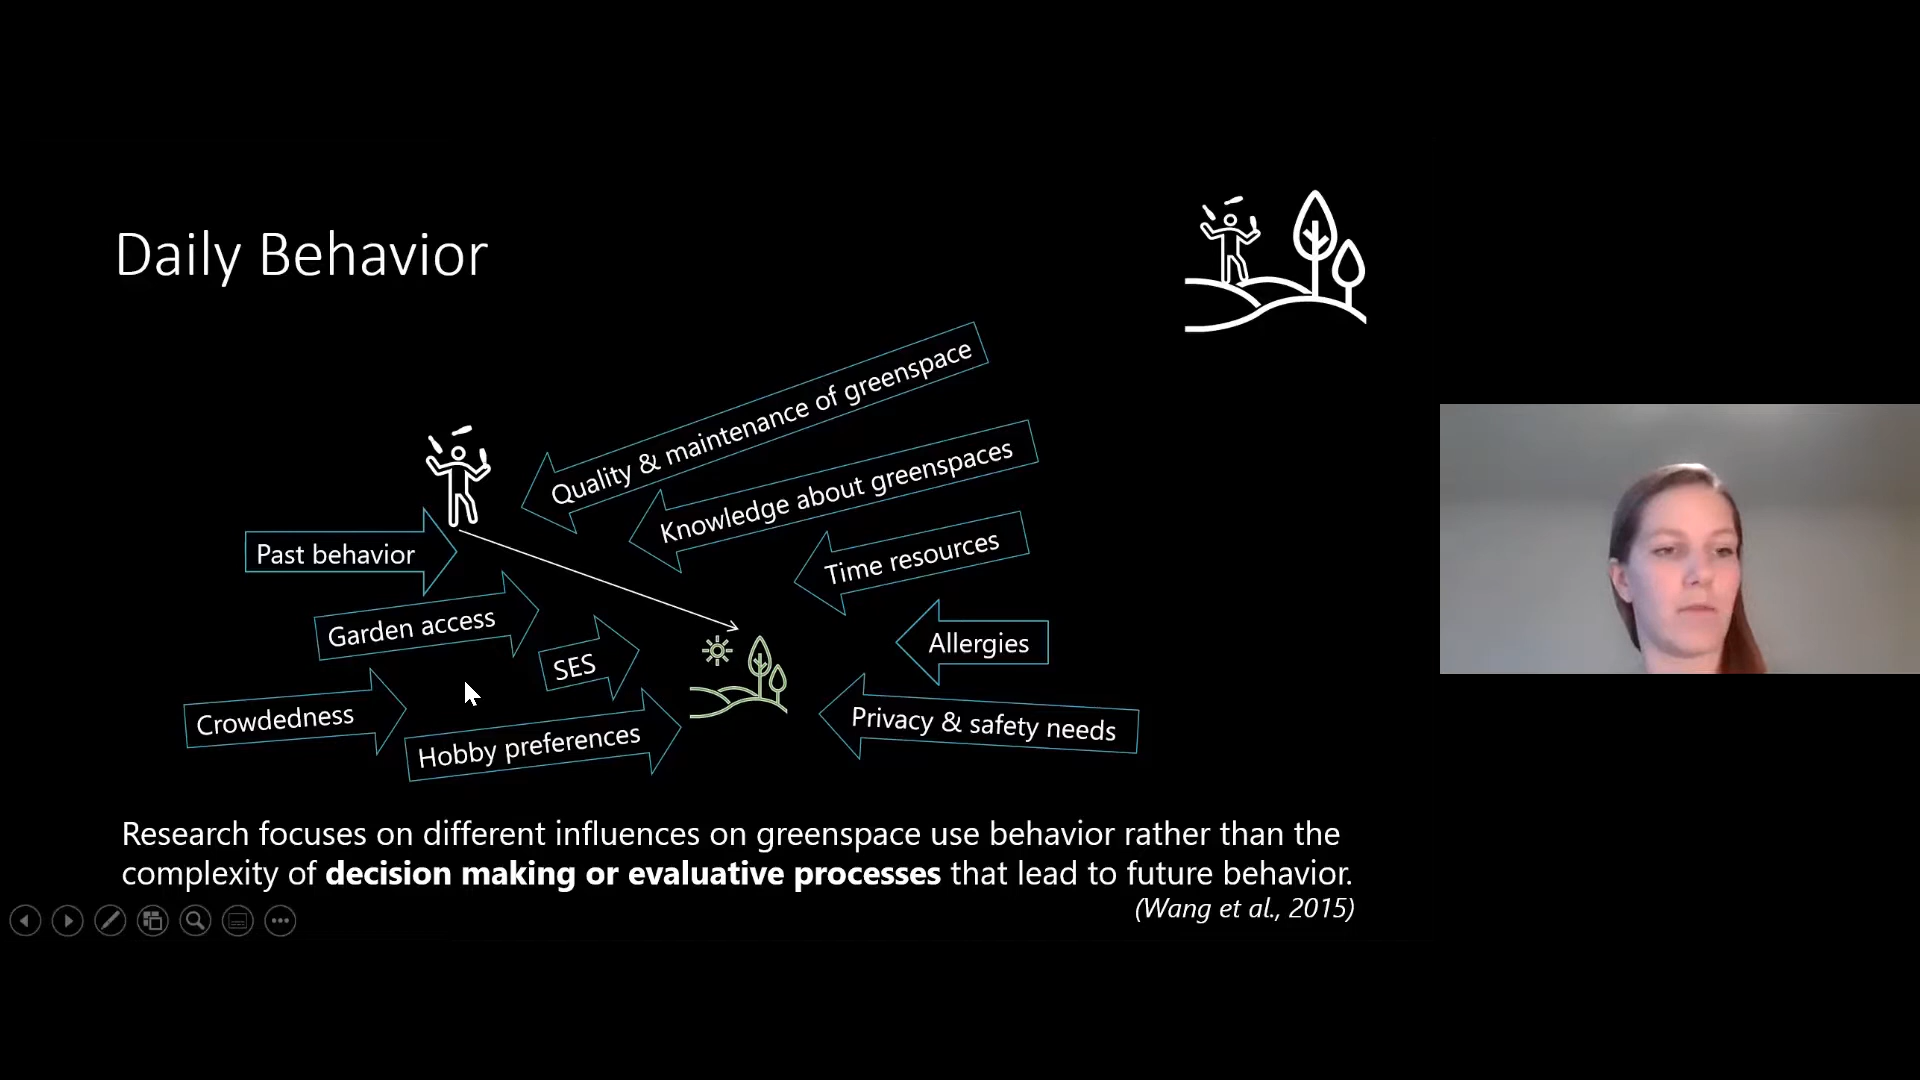 Daily Behavior
Quality & maintenance of greenspace
Knowledge about greenspaces
Past behavior
Time resources
Garden access
SES
Allergies
Crowdedness
Hobby preferences
Privacy & safety needs
Research focuses on different influences on greenspace use behavior rather than the
complexity of decision making or evaluative processes that lead to future behavior.
(Wang et al., 2015)